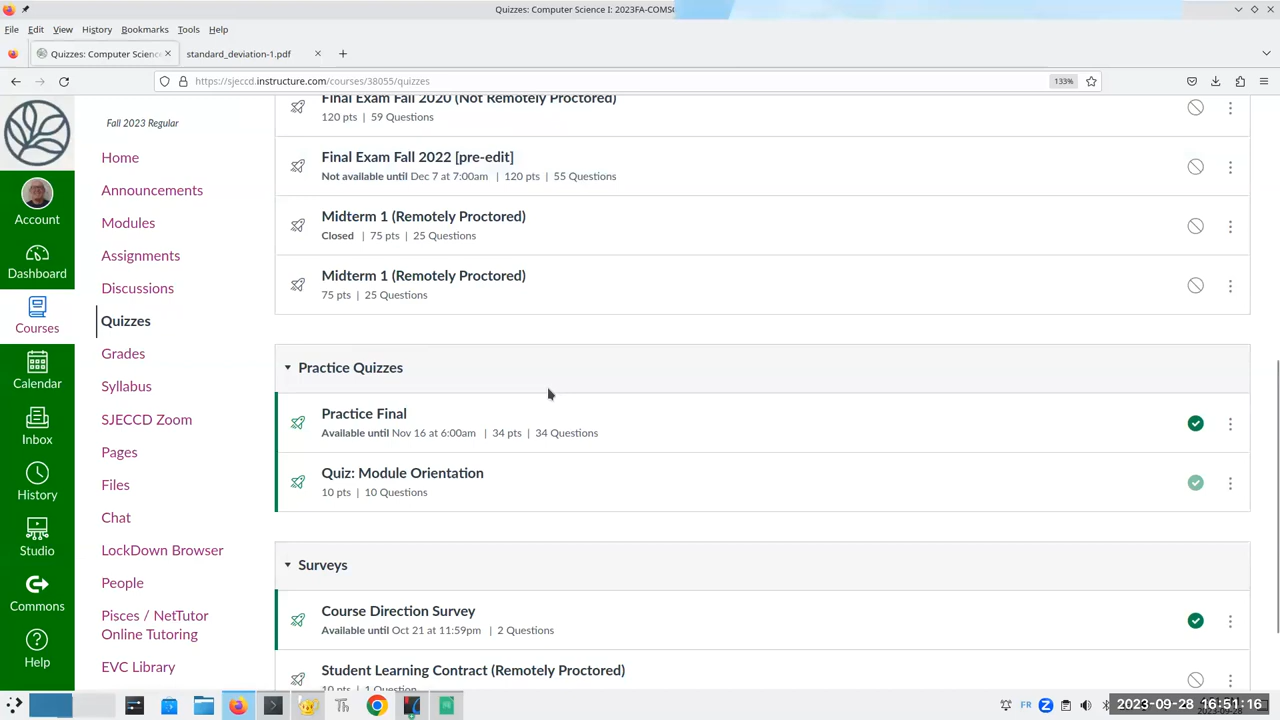 Quizzes: Computer Science I: 2023FA-COMSC
File Edit View History Bookmarks Tools Help
Quizzes: Computer Science
standard_deviation-1.pdf
https://sjeccd.instructure.com/courses/38055/quizzes
133%
Fall 2023 Regular
Home
Announcements
Modules
Assignments
Discussions
Quizzes
Grades
Syllabus
SJECCD Zoom
Pages
Files
Chat
LockDown Browser
People
Pisces / NetTutor
Online Tutoring
EVC Library
Account
Dashboard
Courses
Calendar
Inbox
History
Studio
Commons
Help
Final Exam Fall 2020 (Not Remotely Proctored)
120 pts | 59 Questions
Final Exam Fall 2022 [pre-edit]
Not available until Dec 7 at 7:00am | 120 pts | 55 Questions
Midterm 1 (Remotely Proctored)
Closed | 75 pts | 25 Questions
Midterm 1 (Remotely Proctored)
75 pts | 25 Questions
Practice Quizzes
Practice Final
Available until Nov 16 at 6:00am | 34 pts | 34 Questions
Quiz: Module Orientation
10 pts | 10 Questions
Surveys
Course Direction Survey
Available until Oct 21 at 11:59pm | 2 Questions
Student Learning Contract (Remotely Proctored)
10 pts | 1 Question
FR
2023-09-28 16:51:16